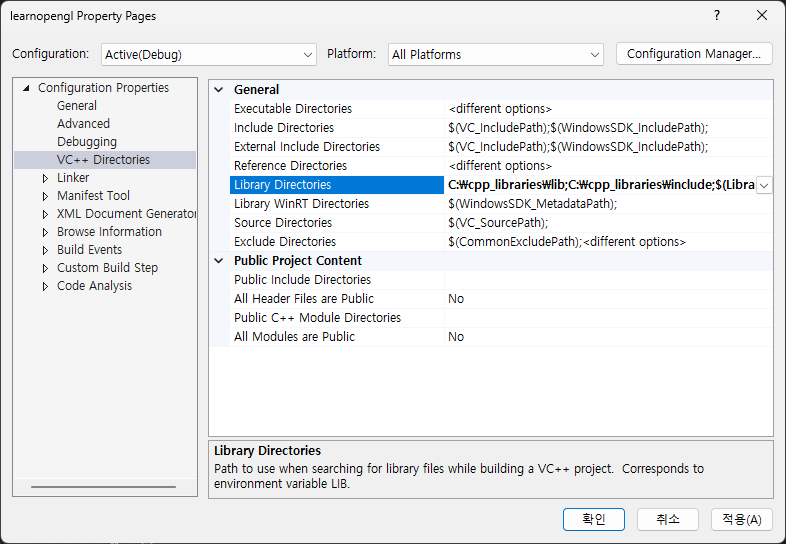 learnopengl Property Pages
?
Configuration: Active(Debug) Platform: All Platforms Configuration Manager...
Configuration Properties
General
Advanced
Debugging
VC++ Directories
Linker
Manifest Tool
XML Document Generator
Browse Information
Build Events
Custom Build Step
Code Analysis
General
Executable Directories <different options>
Include Directories $(VC_IncludePath);$(WindowsSDK_IncludePath);
External Include Directories $(VC_IncludePath);$(WindowsSDK_IncludePath);
Reference Directories <different options>
Library Directories C:₩cpp_libraries₩lib;C:₩cpp_libraries₩include;$(Libra
Library WinRT Directories $(WindowsSDK_MetadataPath);
Source Directories $(VC_SourcePath);
Exclude Directories $(CommonExcludePath);<different options>
Public Project Content
Public Include Directories
All Header Files are Public No
Public C++ Module Directories
All Modules are Public No
Library Directories
Path to use when searching for library files while building a VC++ project. Corresponds to
environment variable LIB.
확인 취소 적용(A)